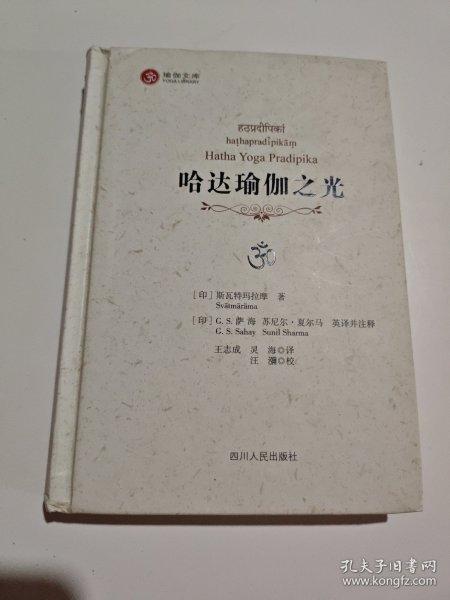 瑜伽文库
YOGA LIBRARY
हठप्रदीपिकां
haṭhapradīpikāṃ
Hatha Yoga Pradipika
哈达瑜伽之光
ॐ
[印] 斯瓦特玛拉摩 著
Svātmārāma
[印] G. S. 萨海 苏尼尔·夏尔马 英译并注释
G. S. Sahay Sunil Sharma
王志成 灵海◎译
汪瀰◎校
四川人民出版社
孔夫子旧书网
www.kongfz.com